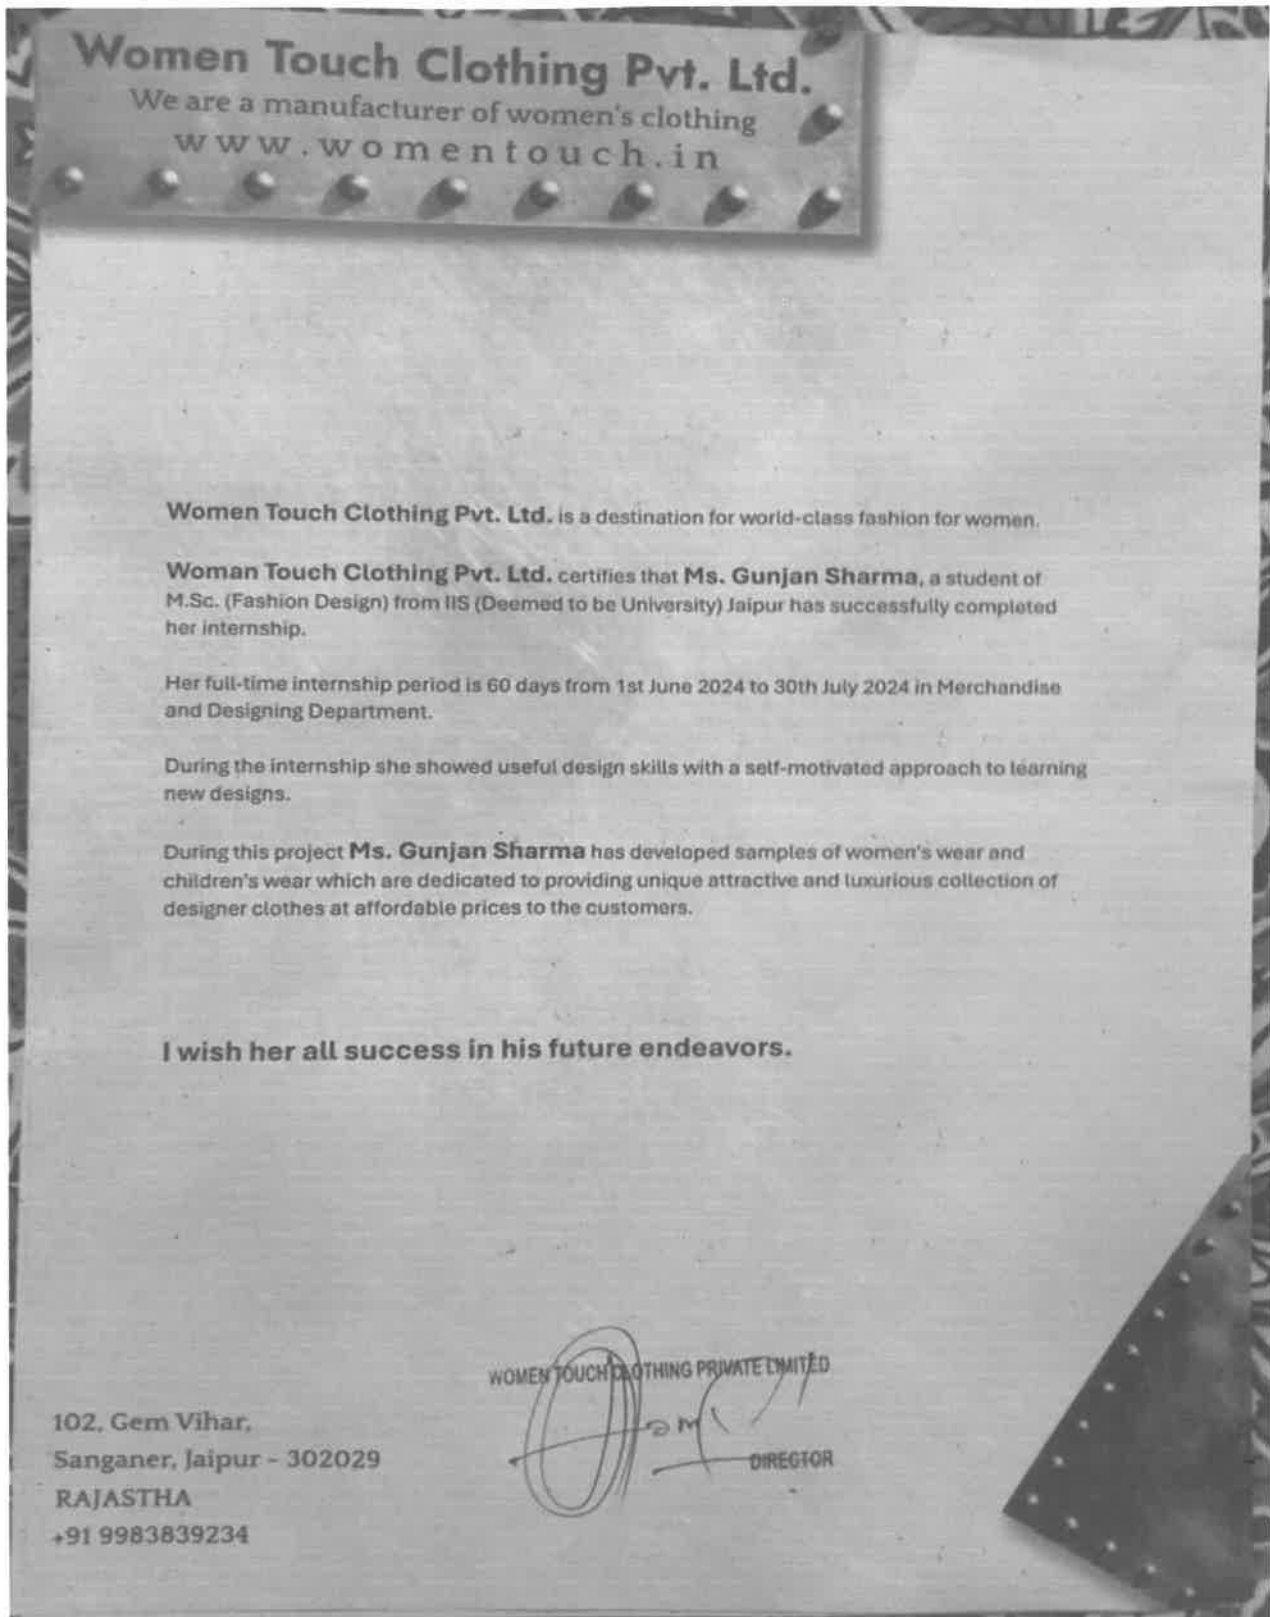 Women Touch Clothing Pvt. Ltd.
We are a manufacturer of women's clothing
www.womentouch.in
Women Touch Clothing Pvt. Ltd. is a destination for world-class fashion for women.
Woman Touch Clothing Pvt. Ltd. certifies that Ms. Gunjan Sharma, a student of
M.Sc. (Fashion Design) from IIS (Deemed to be University) Jaipur has successfully completed
her internship.
Her full-time internship period is 60 days from 1st June 2024 to 30th July 2024 in Merchandise
and Designing Department.
During the internship she showed useful design skills with a self-motivated approach to learning
new designs.
During this project Ms. Gunjan Sharma has developed samples of women's wear and
children's wear which are dedicated to providing unique attractive and luxurious collection of
designer clothes at affordable prices to the customers.
I wish her all success in his future endeavors.
WOMEN TOUCH CLOTHING PRIVATE LIMITED
DIRECTOR
102, Gem Vihar,
Sanganer, Jaipur - 302029
RAJASTHA
+91 9983839234